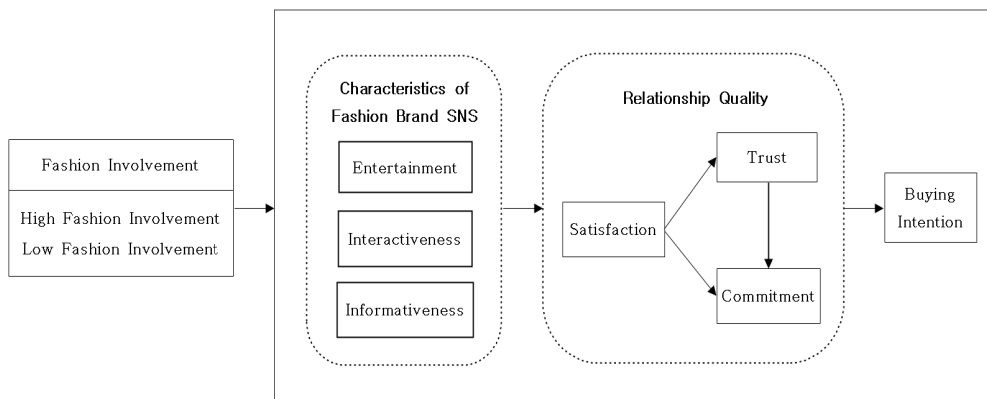 Fashion Involvement
High Fashion Involvement
Low Fashion Involvement
Characteristics of
Fashion Brand SNS
Entertainment
Interactiveness
Informativeness
Relationship Quality
Satisfaction
Trust
Commitment
Buying
Intention